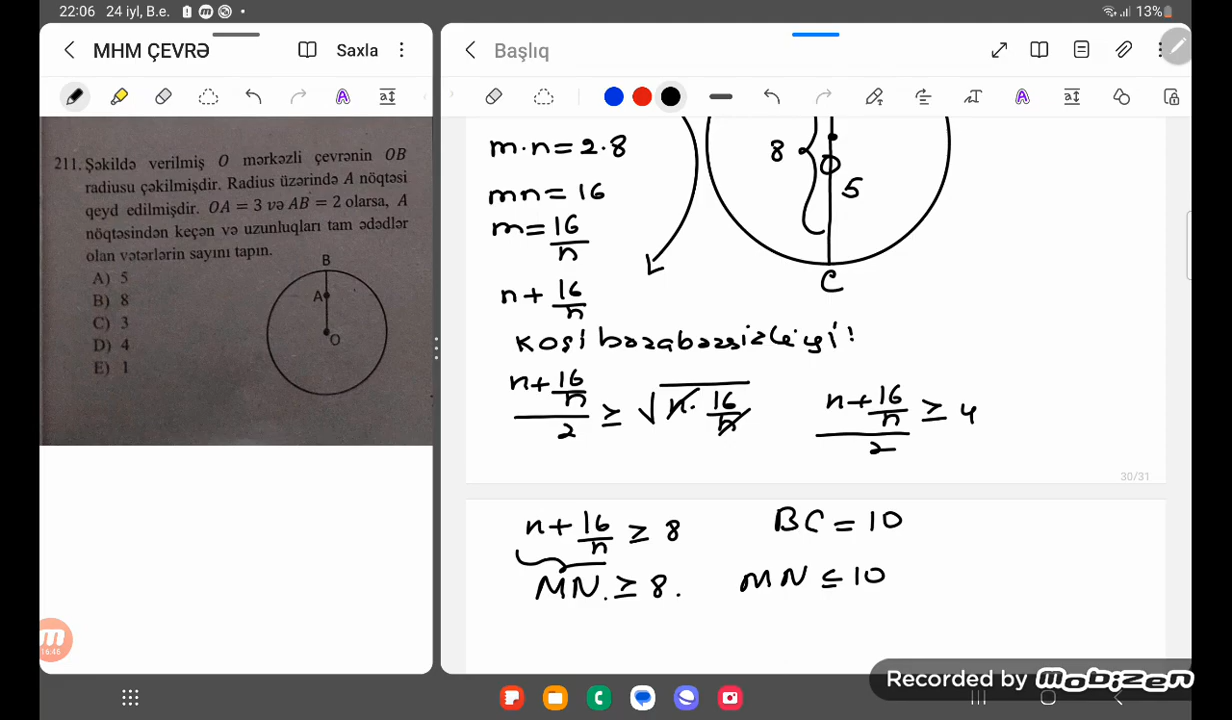 22:06 24 iyl, B.e. 13%
MHM ÇEVRƏ Saxla
Başlıq
211. Şəkildə verilmiş O mərkəzli çevrənin OB
radiusu çəkilmişdir. Radius üzərində A nöqtəsi
qeyd edilmişdir. OA = 3 və AB = 2 olarsa, A
nöqtəsindən keçən və uzunluqları tam ədədlər
olan vətərlərin sayını tapın.
A) 5
B) 8
C) 3
D) 4
E) 1
B
A
O
m·n=2·8
mn=16
m=16/n
n+16/n
8
O
5
C
Koşi bərabərsizliyi!
(n+16/n)/2 ≥ √(n·16/n) (n+16/n)/2 ≥ 4
30/31
n+16/n ≥ 8 BC=10
MN ≥ 8. MN ≤ 10
16:46
Recorded by mobizen